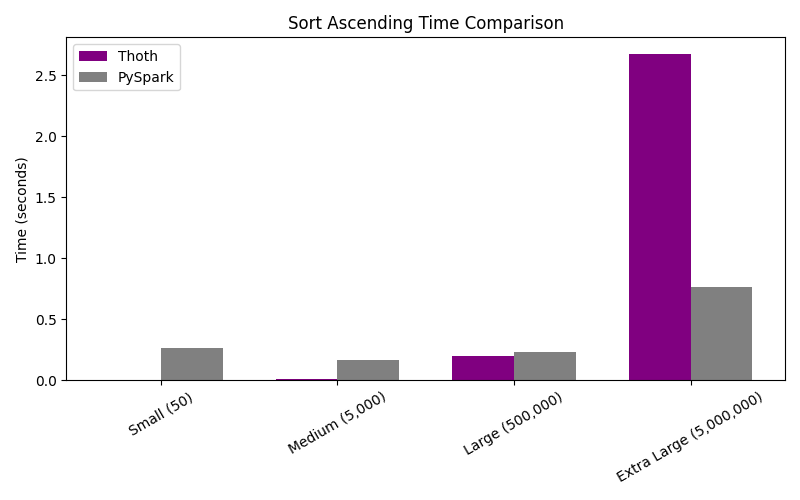 Sort Ascending Time Comparison
Thoth
PySpark
Time (seconds)
2.5
2.0
1.5
1.0
0.5
0.0
Small (50)
Medium (5,000)
Large (500,000)
Extra Large (5,000,000)